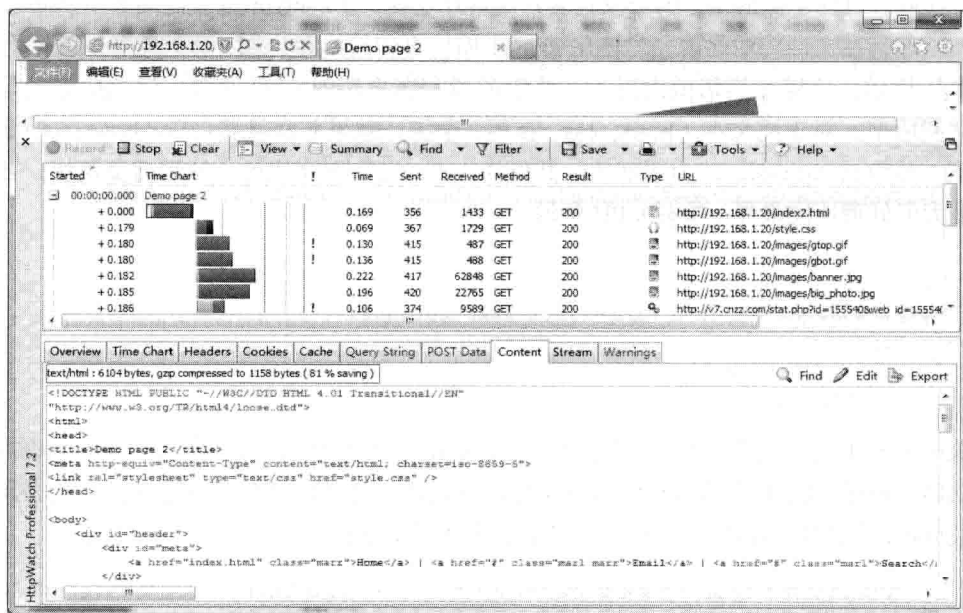 http://192.168.1.20, Demo page 2
文件(F) 编辑(E) 查看(V) 收藏夹(A) 工具(T) 帮助(H)
Record Stop Clear View Summary Find Filter Save Tools Help
Started Time Chart ! Time Sent Received Method Result Type URL
00:00:00.000 Demo page 2
+ 0.000 0.169 356 1433 GET 200 http://192.168.1.20/index2.html
+ 0.179 0.069 367 1729 GET 200 http://192.168.1.20/style.css
+ 0.180 ! 0.130 415 487 GET 200 http://192.168.1.20/images/gtop.gif
+ 0.180 ! 0.136 415 488 GET 200 http://192.168.1.20/images/gbot.gif
+ 0.182 0.222 417 62848 GET 200 http://192.168.1.20/images/banner.jpg
+ 0.185 0.196 420 22765 GET 200 http://192.168.1.20/images/big_photo.jpg
+ 0.186 ! 0.106 374 9589 GET 200 http://v7.cnzz.com/stat.php?id=155540&web_id=15554
Overview Time Chart Headers Cookies Cache Query String POST Data Content Stream Warnings
text/html : 6104 bytes, gzip compressed to 1158 bytes ( 81 % saving ) Find Edit Export
<!DOCTYPE HTML PUBLIC "-//W3C//DTD HTML 4.01 Transitional//EN"
"http://www.w3.org/TR/html4/loose.dtd">
<html>
<head>
<title>Demo page 2</title>
<meta http-equiv="Content-Type" content="text/html; charset=iso-8859-5">
<link rel="stylesheet" type="text/css" href="style.css" />
</head>
<body>
<div id="header">
<div id="meta">
<a href="index.html" class="marr">Home</a> | <a href="#" class="marl marr">Email</a> | <a href="#" class="marl">Search</
</div>
HttpWatch Professional 7.2